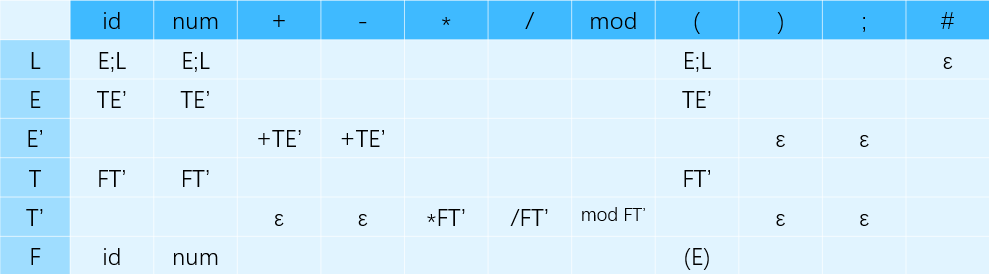 id num + - * / mod ( ) ; #
L E;L E;L E;L ε
E TE’ TE’ TE’
E’ +TE’ +TE’ ε ε
T FT’ FT’ FT’
T’ ε ε *FT’ /FT’ mod FT’ ε ε
F id num (E)